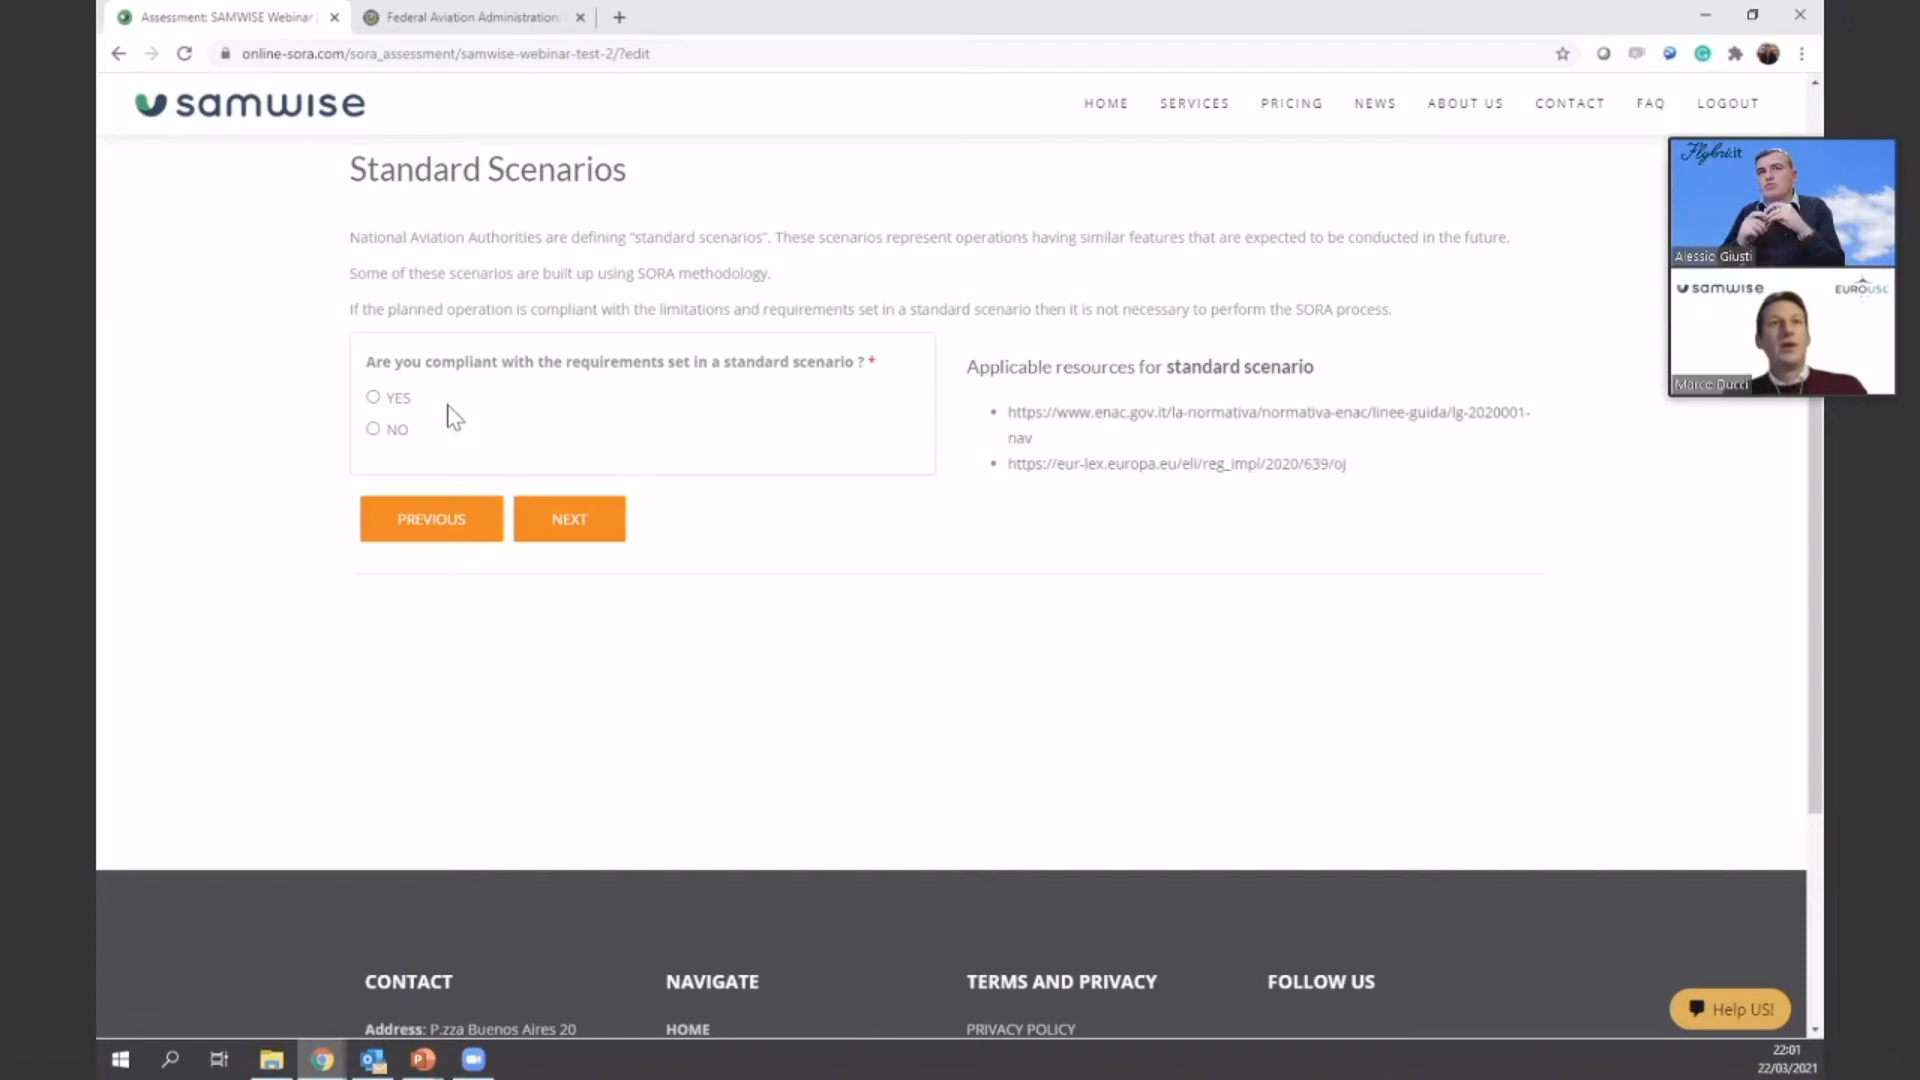 Assessment: SAMWISE Webinar
Federal Aviation Administration:
online-sora.com/sora_assessment/samwise-webinar-test-2/?edit
samwise
HOME SERVICES PRICING NEWS ABOUT US CONTACT FAQ LOGOUT
Flybri.it
Alessio Giusti
samwise EUROUSC
Marco Ducci
Standard Scenarios
National Aviation Authorities are defining “standard scenarios”. These scenarios represent operations having similar features that are expected to be conducted in the future.
Some of these scenarios are built up using SORA methodology.
If the planned operation is compliant with the limitations and requirements set in a standard scenario then it is not necessary to perform the SORA process.
Are you compliant with the requirements set in a standard scenario ? *
YES
NO
Applicable resources for standard scenario
https://www.enac.gov.it/la-normativa/normativa-enac/linee-guida/lg-2020001-
nav
https://eur-lex.europa.eu/eli/reg_impl/2020/639/oj
PREVIOUS NEXT
CONTACT NAVIGATE TERMS AND PRIVACY FOLLOW US
Address: P.zza Buenos Aires 20 HOME PRIVACY POLICY
Help US!
22:01
22/03/2021